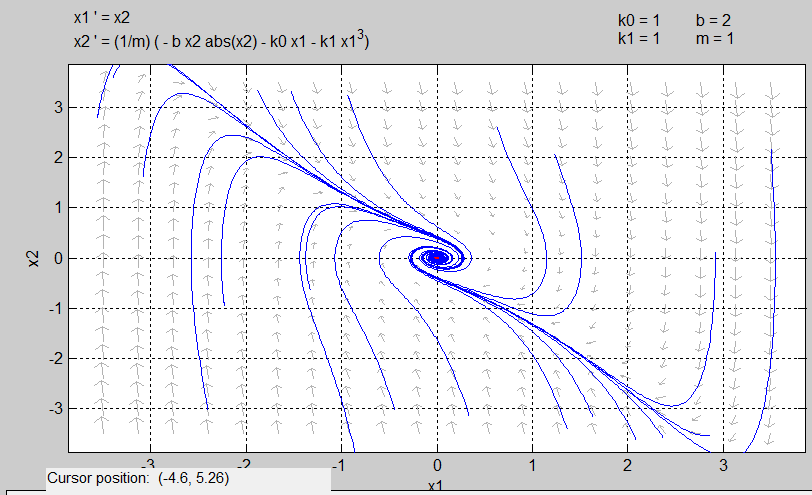 x1 ' = x2
x2 ' = (1/m) ( - b x2 abs(x2) - k0 x1 - k1 x1^3)
k0 = 1 b = 2
k1 = 1 m = 1
3
2
1
0
-1
-2
-3
x2
-3 -2 -1 0 1 2 3
x1
Cursor position: (-4.6, 5.26)